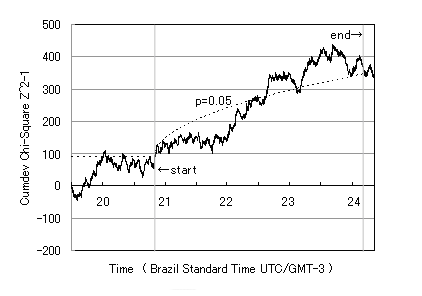 500
end→
400
300
p=0.05
200
100
←start
0
20 21 22 23 24
-100
-200
Cumdev Chi-Square Z^2-1
Time ( Brazil Standard Time UTC/GMT-3 )